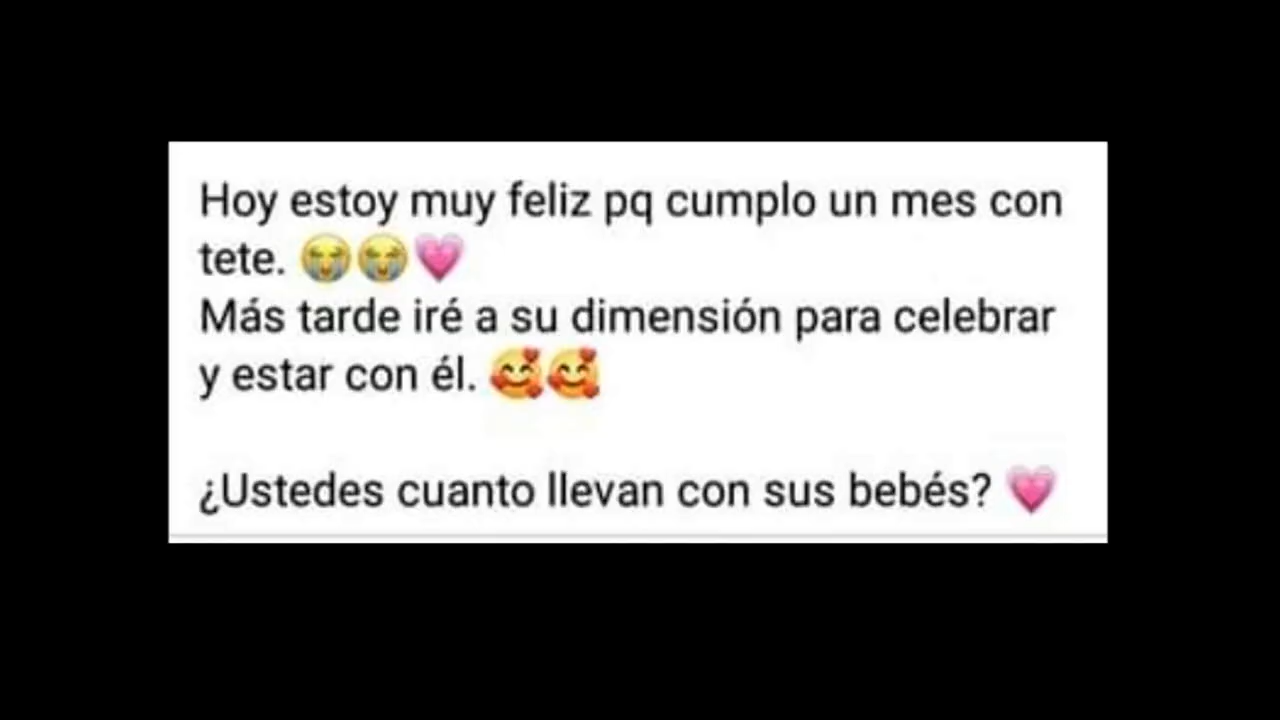 Hoy estoy muy feliz pq cumplo un mes con
tete. 😭😭💗
Más tarde iré a su dimensión para celebrar
y estar con él. 🥰🥰
¿Ustedes cuanto llevan con sus bebés? 💗